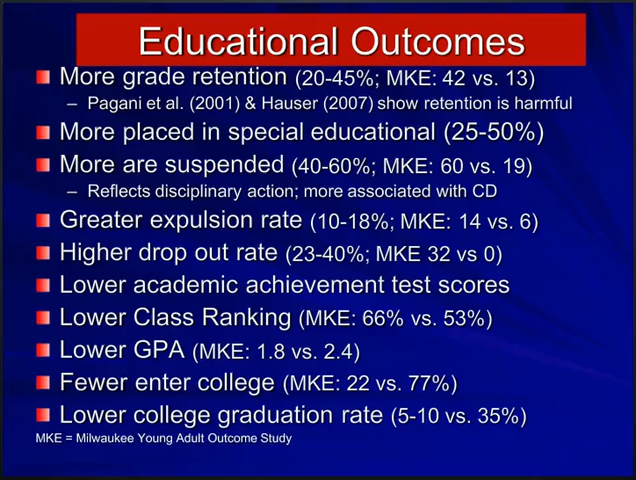 Educational Outcomes
More grade retention (20-45%; MKE: 42 vs. 13)
– Pagani et al. (2001) & Hauser (2007) show retention is harmful
More placed in special educational (25-50%)
More are suspended (40-60%; MKE: 60 vs. 19)
– Reflects disciplinary action; more associated with CD
Greater expulsion rate (10-18%; MKE: 14 vs. 6)
Higher drop out rate (23-40%; MKE 32 vs 0)
Lower academic achievement test scores
Lower Class Ranking (MKE: 66% vs. 53%)
Lower GPA (MKE: 1.8 vs. 2.4)
Fewer enter college (MKE: 22 vs. 77%)
Lower college graduation rate (5-10 vs. 35%)
MKE = Milwaukee Young Adult Outcome Study